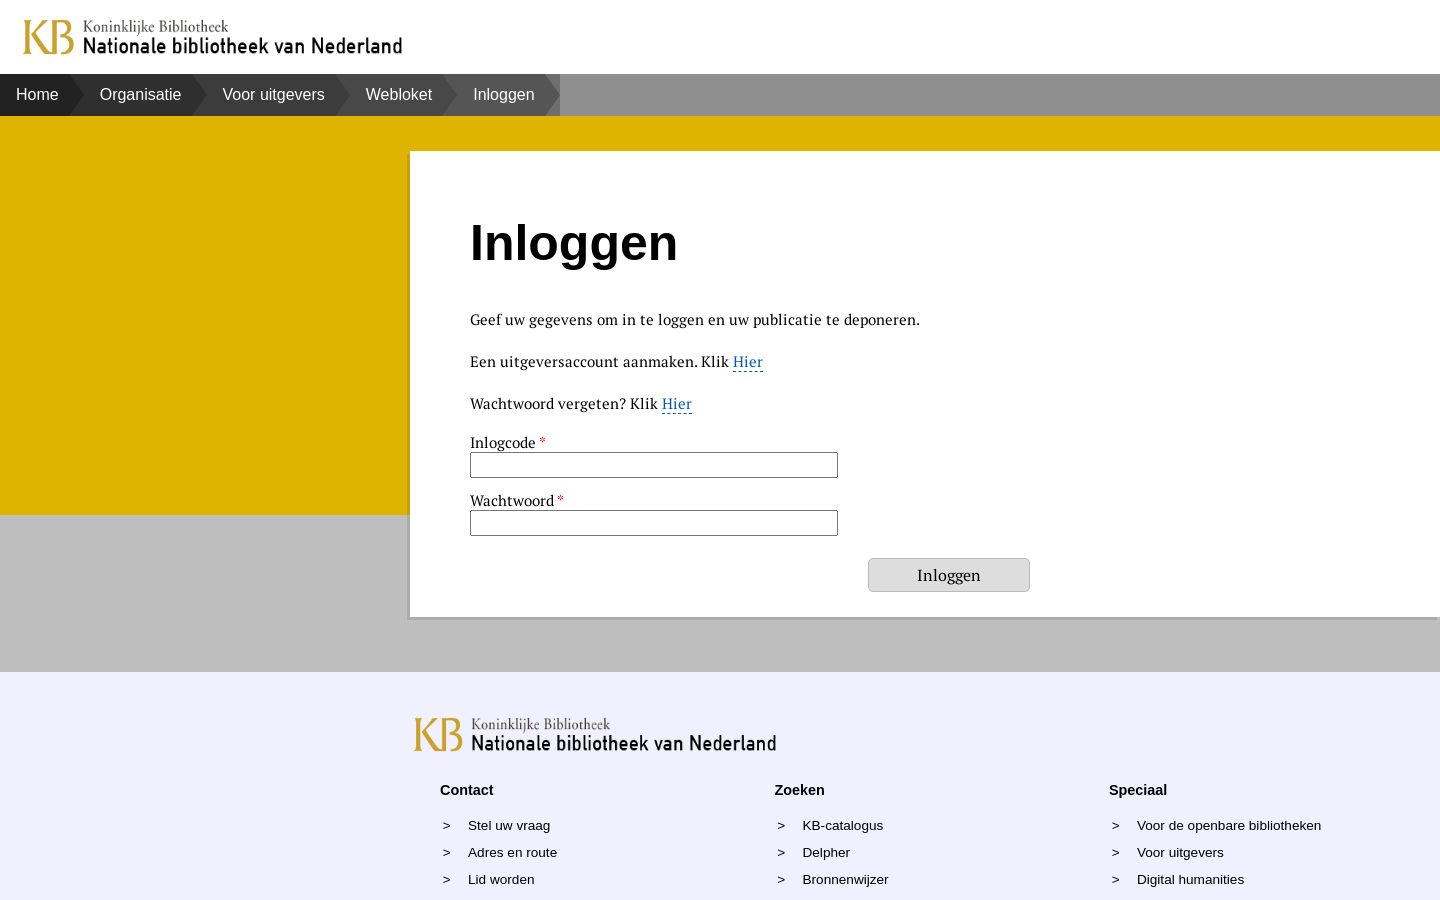 KB Koninklijke Bibliotheek
Nationale bibliotheek van Nederland
Home Organisatie Voor uitgevers Webloket Inloggen
Inloggen
Geef uw gegevens om in te loggen en uw publicatie te deponeren.
Een uitgeversaccount aanmaken. Klik Hier
Wachtwoord vergeten? Klik Hier
Inlogcode *
Wachtwoord *
Inloggen
KB Koninklijke Bibliotheek
Nationale bibliotheek van Nederland
Contact
> Stel uw vraag
> Adres en route
> Lid worden
Zoeken
> KB-catalogus
> Delpher
> Bronnenwijzer
Speciaal
> Voor de openbare bibliotheken
> Voor uitgevers
> Digital humanities